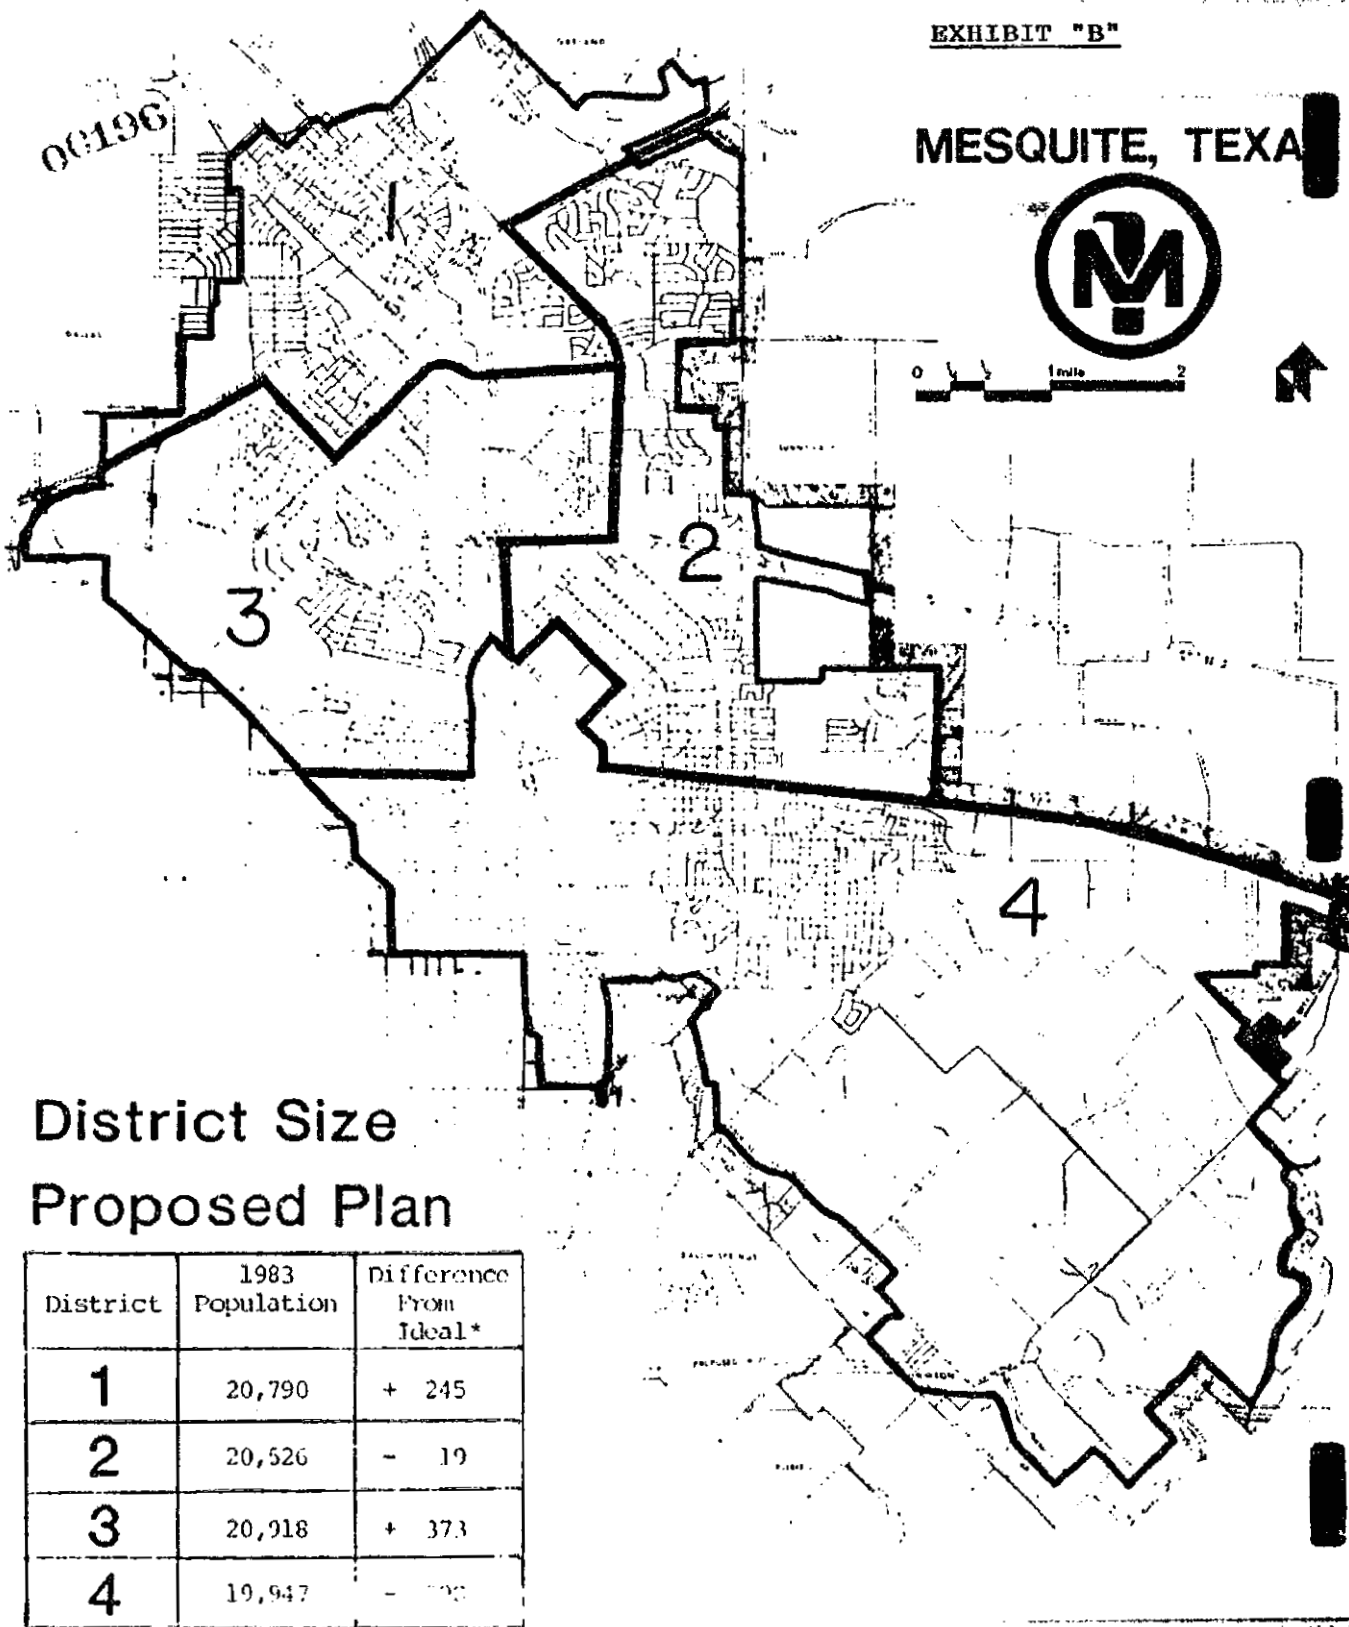 EXHIBIT "B"
00196
MESQUITE, TEXA
M
0 1 mile 2
1
2
3
4
District Size
Proposed Plan
District 1983 Population Difference From Ideal*
1 20,790 + 245
2 20,526 - 19
3 20,918 + 373
4 19,947 -